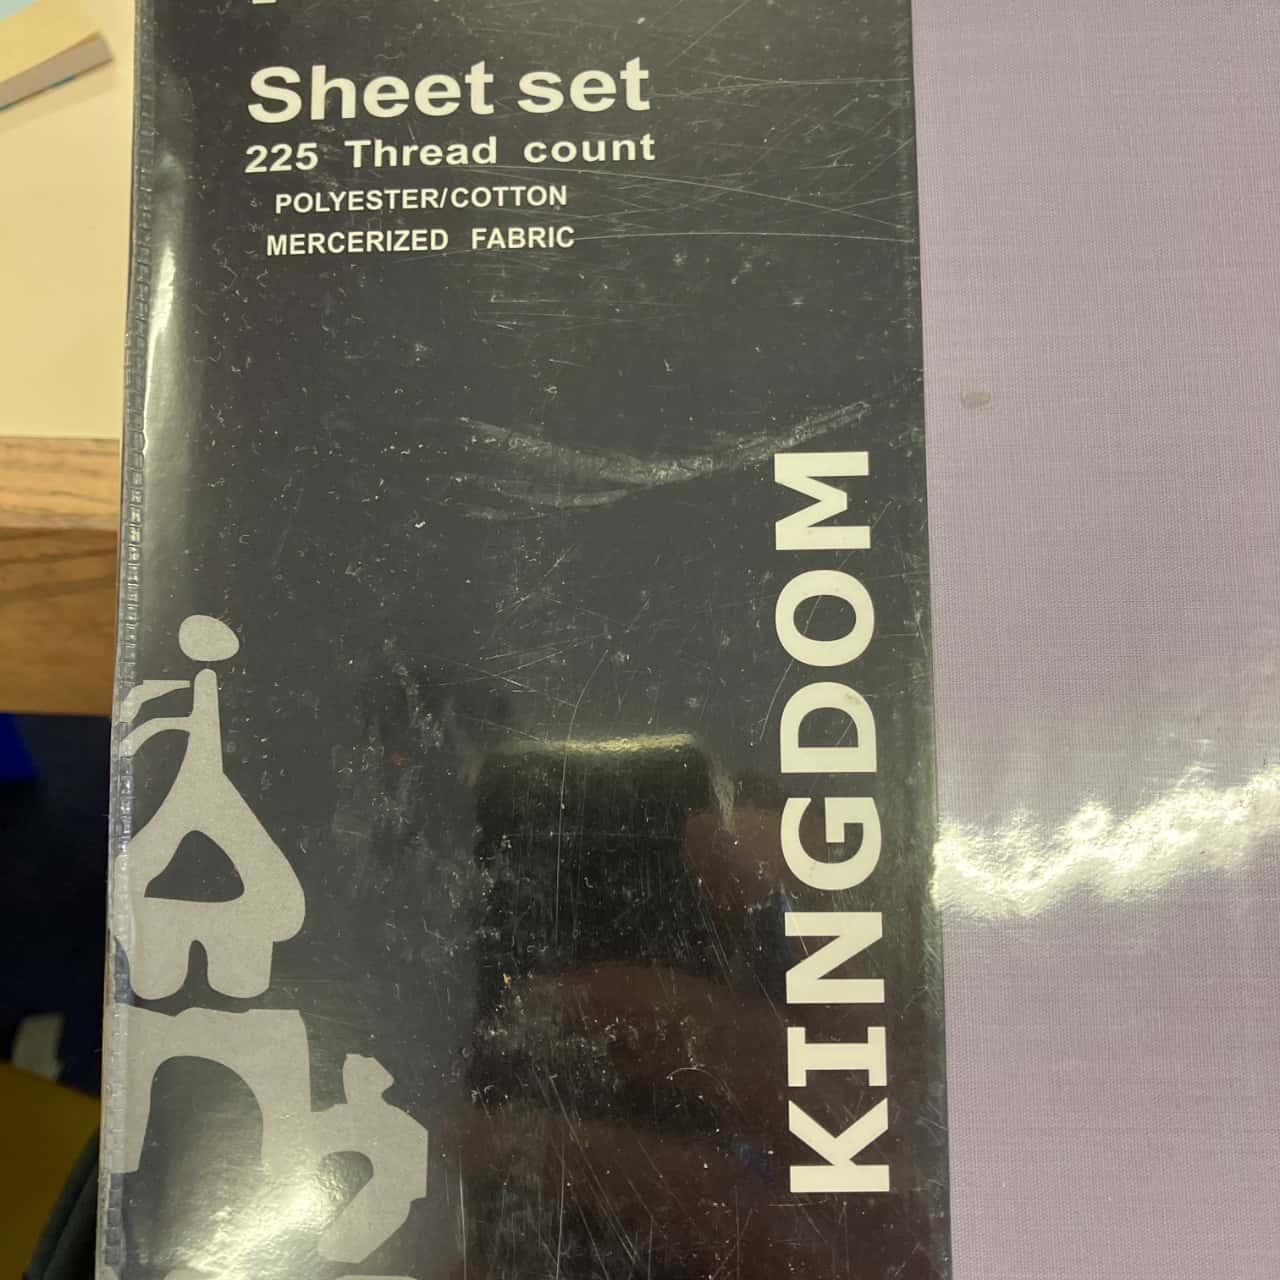 Sheet set
225 Thread count
POLYESTER/COTTON
MERCERIZED FABRIC
KINGDOM